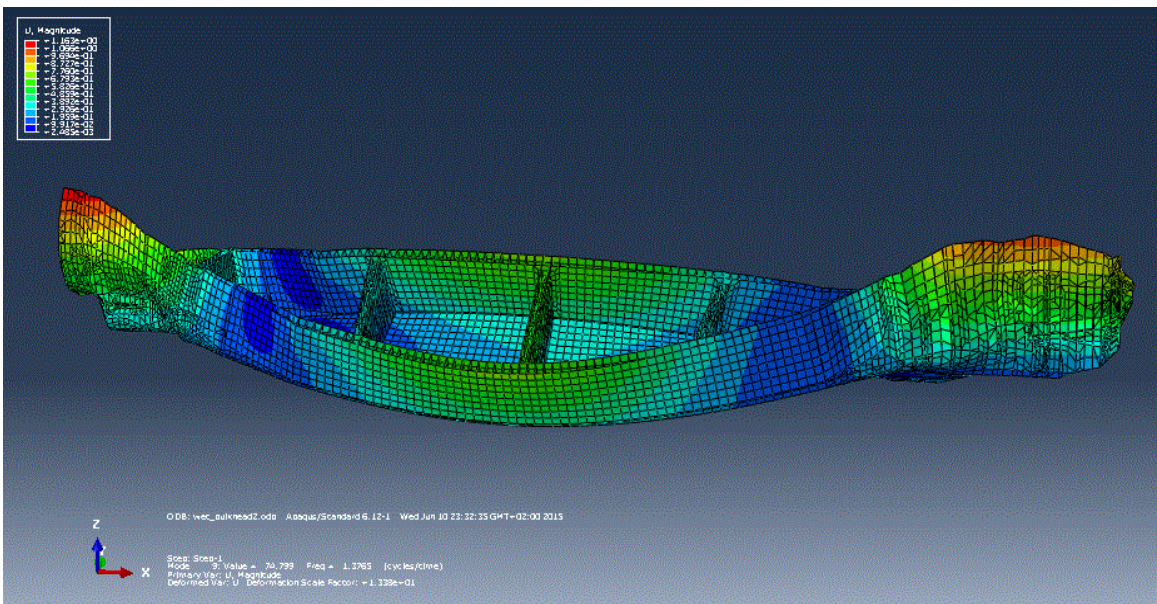 U, Magnitude
+1.163e+00
+1.066e+00
+9.694e-01
+8.727e-01
+7.760e-01
+6.793e-01
+5.826e-01
+4.859e-01
+3.892e-01
+2.926e-01
+1.959e-01
+9.917e-02
+2.485e-03
Z
Y
X
ODB: wec_bulkhead2.odb Abaqus/Standard 6.12-1 Wed Jun 10 23:32:35 GMT+02:00 2015
Step: Step-1
Mode 9: Value = 74.799 Freq = 1.3765 (cycles/time)
Primary Var: U, Magnitude
Deformed Var: U Deformation Scale Factor: +1.338e+01